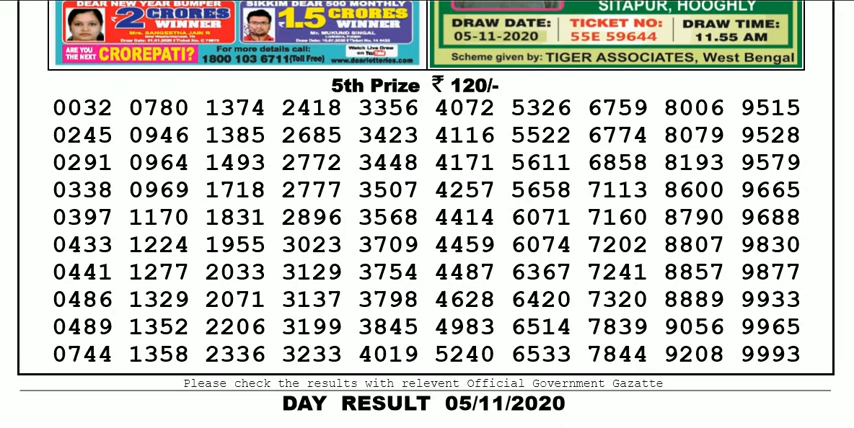 DEAR NEW YEAR BUMPER
2 CRORES
WINNER
Mrs. SANGEETHA JAIN R
SIKKIM DEAR 500 MONTHLY
1.5 CRORES
WINNER
Mr. MUKUND SINGAL
ARE YOU
THE NEXT CROREPATI?
For more details call:
1800 103 6711(Toll Free)
Watch Live Draw
on YouTube
www.dearlotteries.com
SITAPUR, HOOGHLY
DRAW DATE: TICKET NO: DRAW TIME:
05-11-2020 55E 59644 11.55 AM
Scheme given by: TIGER ASSOCIATES, West Bengal
5th Prize ₹ 120/-
0032 0780 1374 2418 3356 4072 5326 6759 8006 9515
0245 0946 1385 2685 3423 4116 5522 6774 8079 9528
0291 0964 1493 2772 3448 4171 5611 6858 8193 9579
0338 0969 1718 2777 3507 4257 5658 7113 8600 9665
0397 1170 1831 2896 3568 4414 6071 7160 8790 9688
0433 1224 1955 3023 3709 4459 6074 7202 8807 9830
0441 1277 2033 3129 3754 4487 6367 7241 8857 9877
0486 1329 2071 3137 3798 4628 6420 7320 8889 9933
0489 1352 2206 3199 3845 4983 6514 7839 9056 9965
0744 1358 2336 3233 4019 5240 6533 7844 9208 9993
Please check the results with relevent Official Government Gazatte
DAY RESULT 05/11/2020